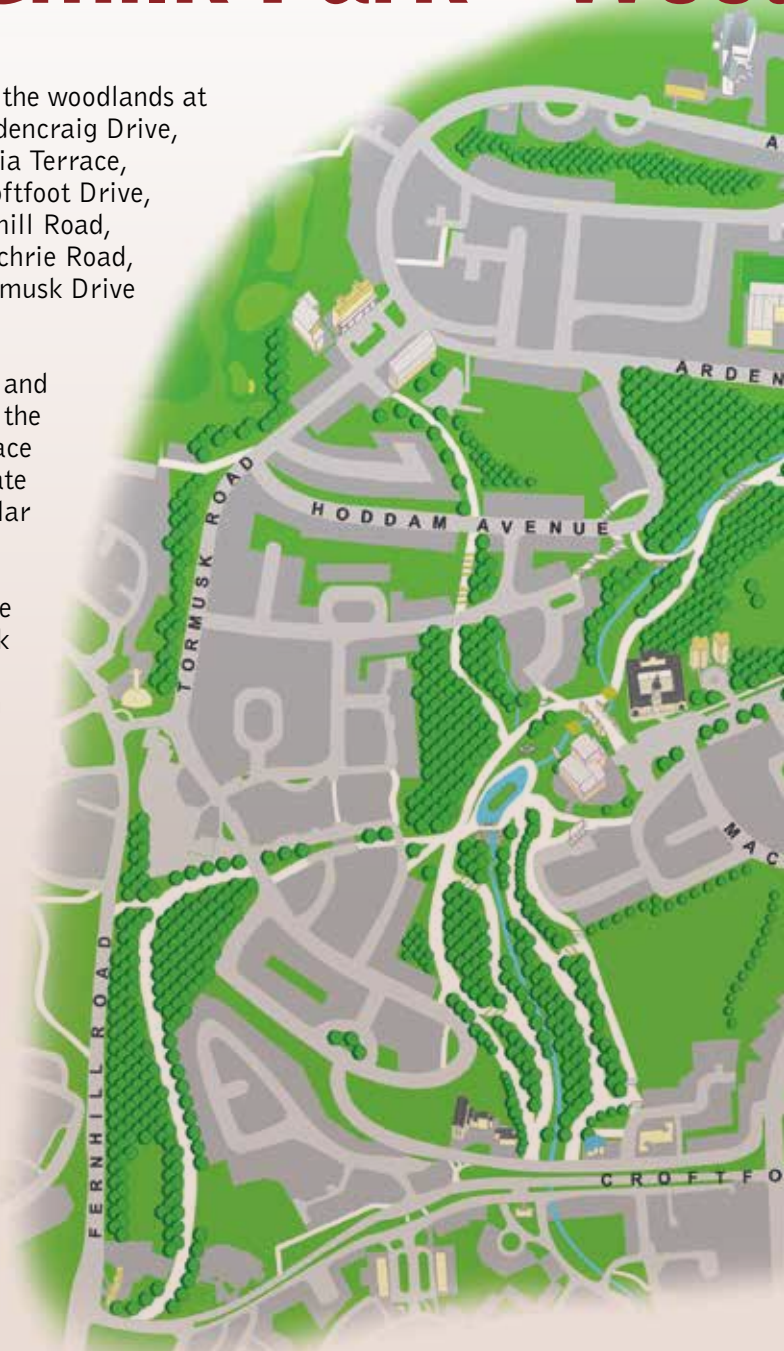 the woodlands at
dencraig Drive,
ia Terrace,
oftfoot Drive,
hill Road,
chrie Road,
musk Drive
and
the
ace
ate
lar
e
k
A
ARDEN
HODDAM AVENUE
TORMUSK ROAD
MAC
FERNHILL ROAD
CROFTFO